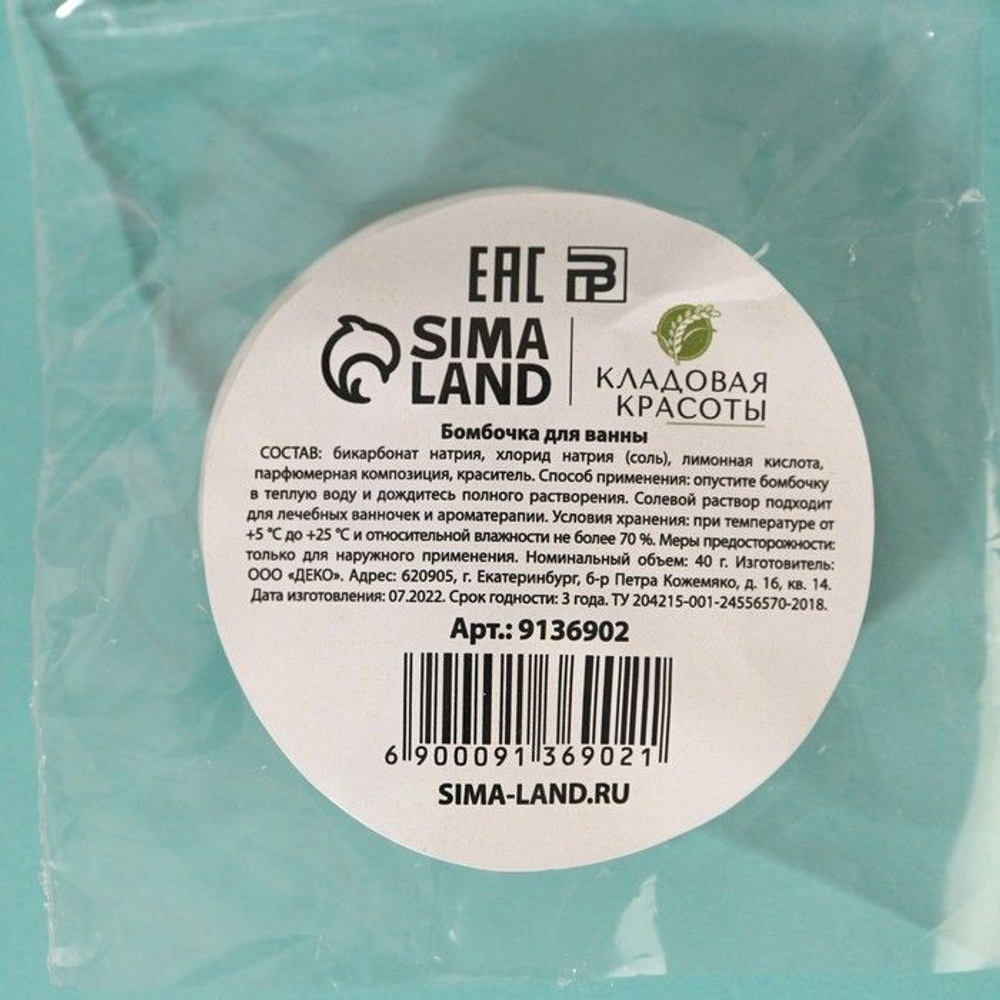 ЕАС
SIMA
LAND
КЛАДОВАЯ
КРАСОТЫ
Бомбочка для ванны
СОСТАВ: бикарбонат натрия, хлорид натрия (соль), лимонная кислота,
парфюмерная композиция, краситель. Способ применения: опустите бомбочку
в теплую воду и дождитесь полного растворения. Солевой раствор подходит
для лечебных ванночек и ароматерапии. Условия хранения: при температуре от
+5 °С до +25 °С и относительной влажности не более 70 %. Меры предосторожности:
только для наружного применения. Номинальный объем: 40 г. Изготовитель:
ООО «ДЕКО». Адрес: 620905, г. Екатеринбург, б-р Петра Кожемяко, д. 16, кв. 14.
Дата изготовления: 07.2022. Срок годности: 3 года. ТУ 204215-001-24556570-2018.
Арт.: 9136902
6 900091 369021
SIMA-LAND.RU